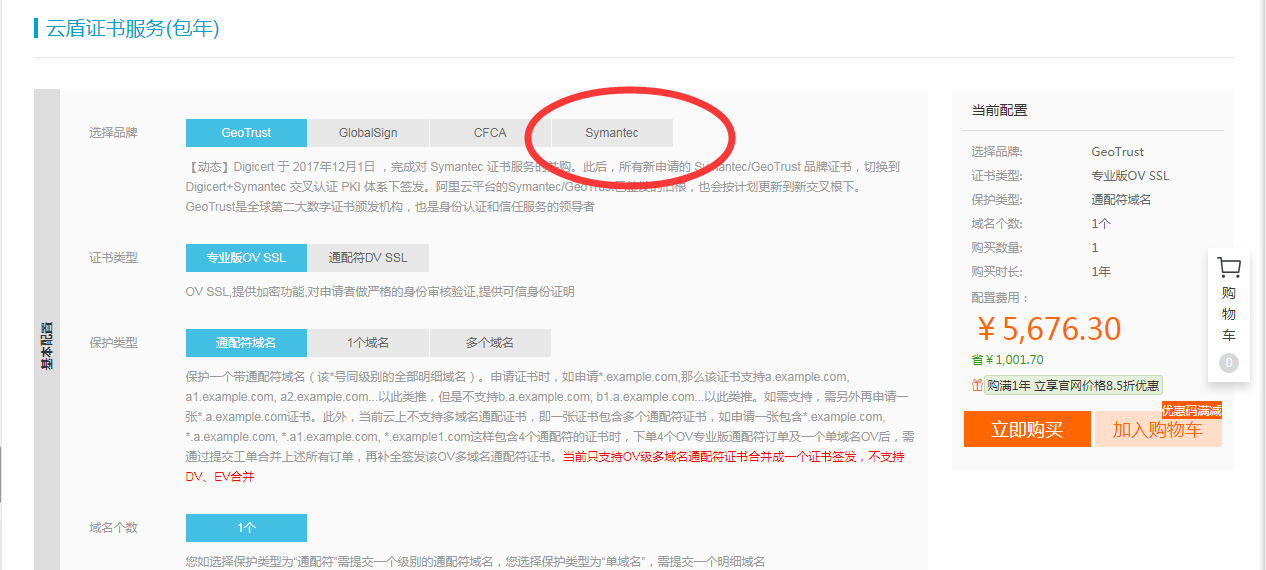 云盾证书服务(包年)
基本配置
选择品牌
GeoTrust GlobalSign CFCA Symantec
【动态】Digicert 于 2017年12月1日 ，完成对 Symantec 证书服务的并购。此后，所有新申请的 Symantec/GeoTrust 品牌证书，切换到
Digicert+Symantec 交叉认证 PKI 体系下签发。阿里云平台的Symantec/GeoTrust已签发的旧根，也会按计划更新到新交叉根下。
GeoTrust是全球第二大数字证书颁发机构，也是身份认证和信任服务的领导者
证书类型
专业版OV SSL 通配符DV SSL
OV SSL,提供加密功能,对申请者做严格的身份审核验证,提供可信身份证明
保护类型
通配符域名 1个域名 多个域名
保护一个带通配符域名（该*号同级别的全部明细域名）。申请证书时，如申请*.example.com,那么该证书支持a.example.com,
a1.example.com, a2.example.com...以此类推，但是不支持b.a.example.com, b1.a.example.com...以此类推。如需支持，需另外再申请一
张*.a.example.com证书。此外，当前云上不支持多域名通配证书，即一张证书包含多个通配符证书，如申请一张包含*.example.com,
*.a.example.com, *.a1.example.com, *.example1.com这样包含4个通配符的证书时，下单4个OV专业版通配符订单及一个单域名OV后，需
通过提交工单合并上述所有订单，再补全签发该OV多域名通配符证书。当前只支持OV级多域名通配符证书合并成一个证书签发，不支持
DV、EV合并
域名个数
1个
您如选择保护类型为“通配符”需提交一个级别的通配符域名，您选择保护类型为“单域名”，需提交一个明细域名
当前配置
选择品牌: GeoTrust
证书类型: 专业版OV SSL
保护类型: 通配符域名
域名个数: 1个
购买数量: 1
购买时长: 1年
配置费用：
￥5,676.30
省￥1,001.70
购满1年 立享官网价格8.5折优惠
优惠码满减
立即购买 加入购物车
购
物
车
0